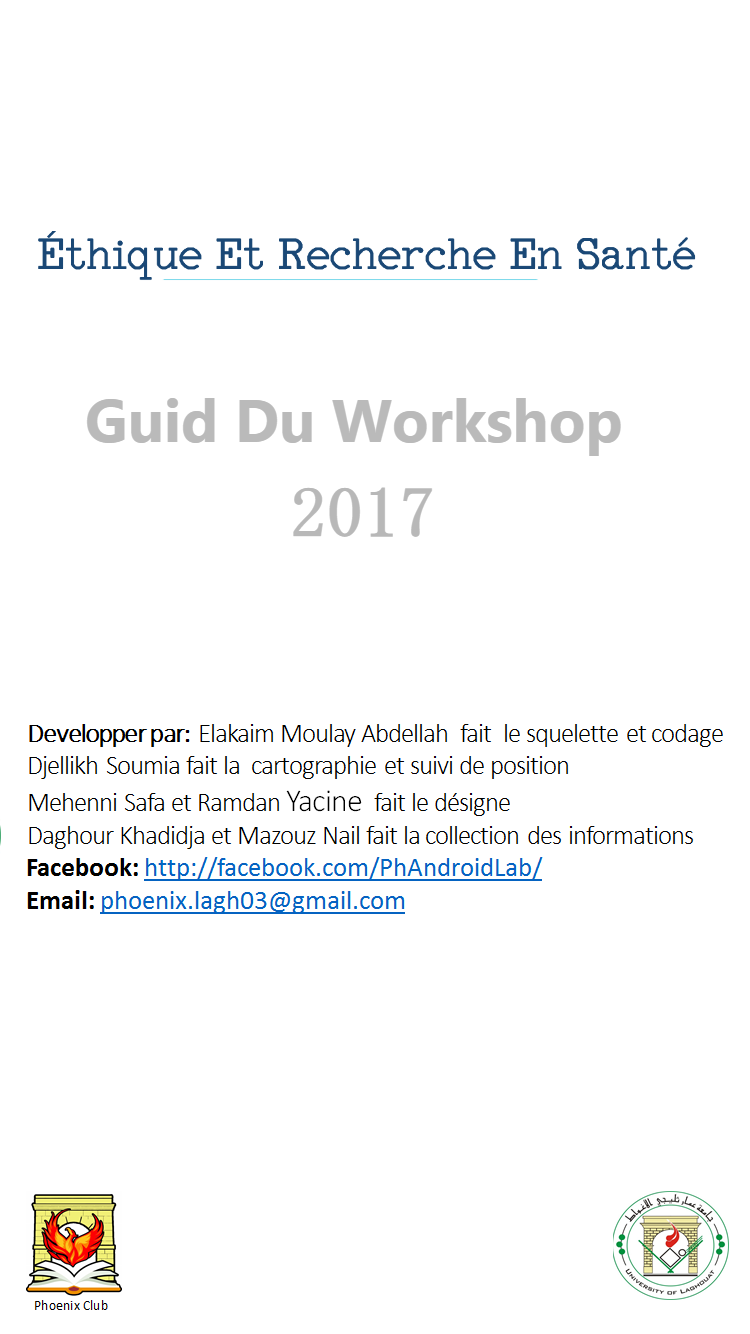 Éthique Et Recherche En Santé
Guid Du Workshop
2017
Developper par: Elakaim Moulay Abdellah fait le squelette et codage
Djellikh Soumia fait la cartographie et suivi de position
Mehenni Safa et Ramdan Yacine fait le désigne
Daghour Khadidja et Mazouz Nail fait la collection des informations
Facebook: http://facebook.com/PhAndroidLab/
Email: phoenix.lagh03@gmail.com
Phoenix Club
جامعة عمار ثليجي الأغواط
UNIVERSITY OF LAGHOUAT